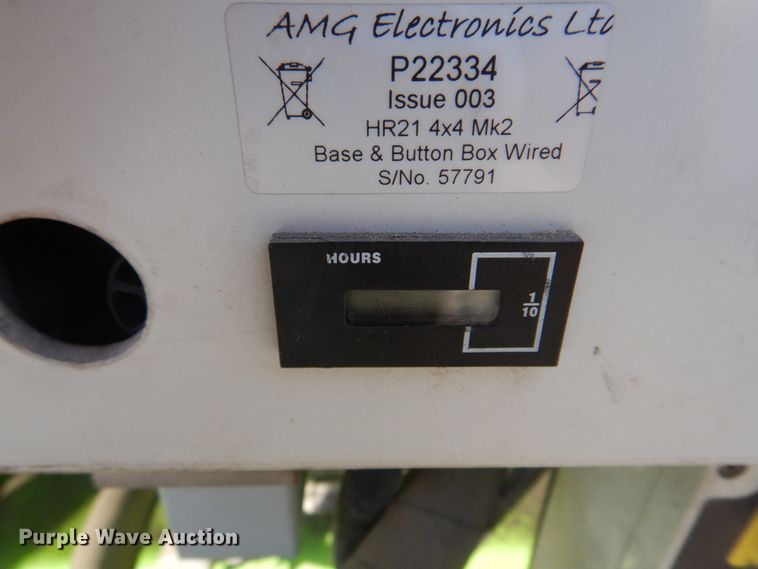 AMG Electronics Ltd
P22334
Issue 003
HR21 4x4 Mk2
Base & Button Box Wired
S/No. 57791
HOURS
1
10
Purple Wave Auction